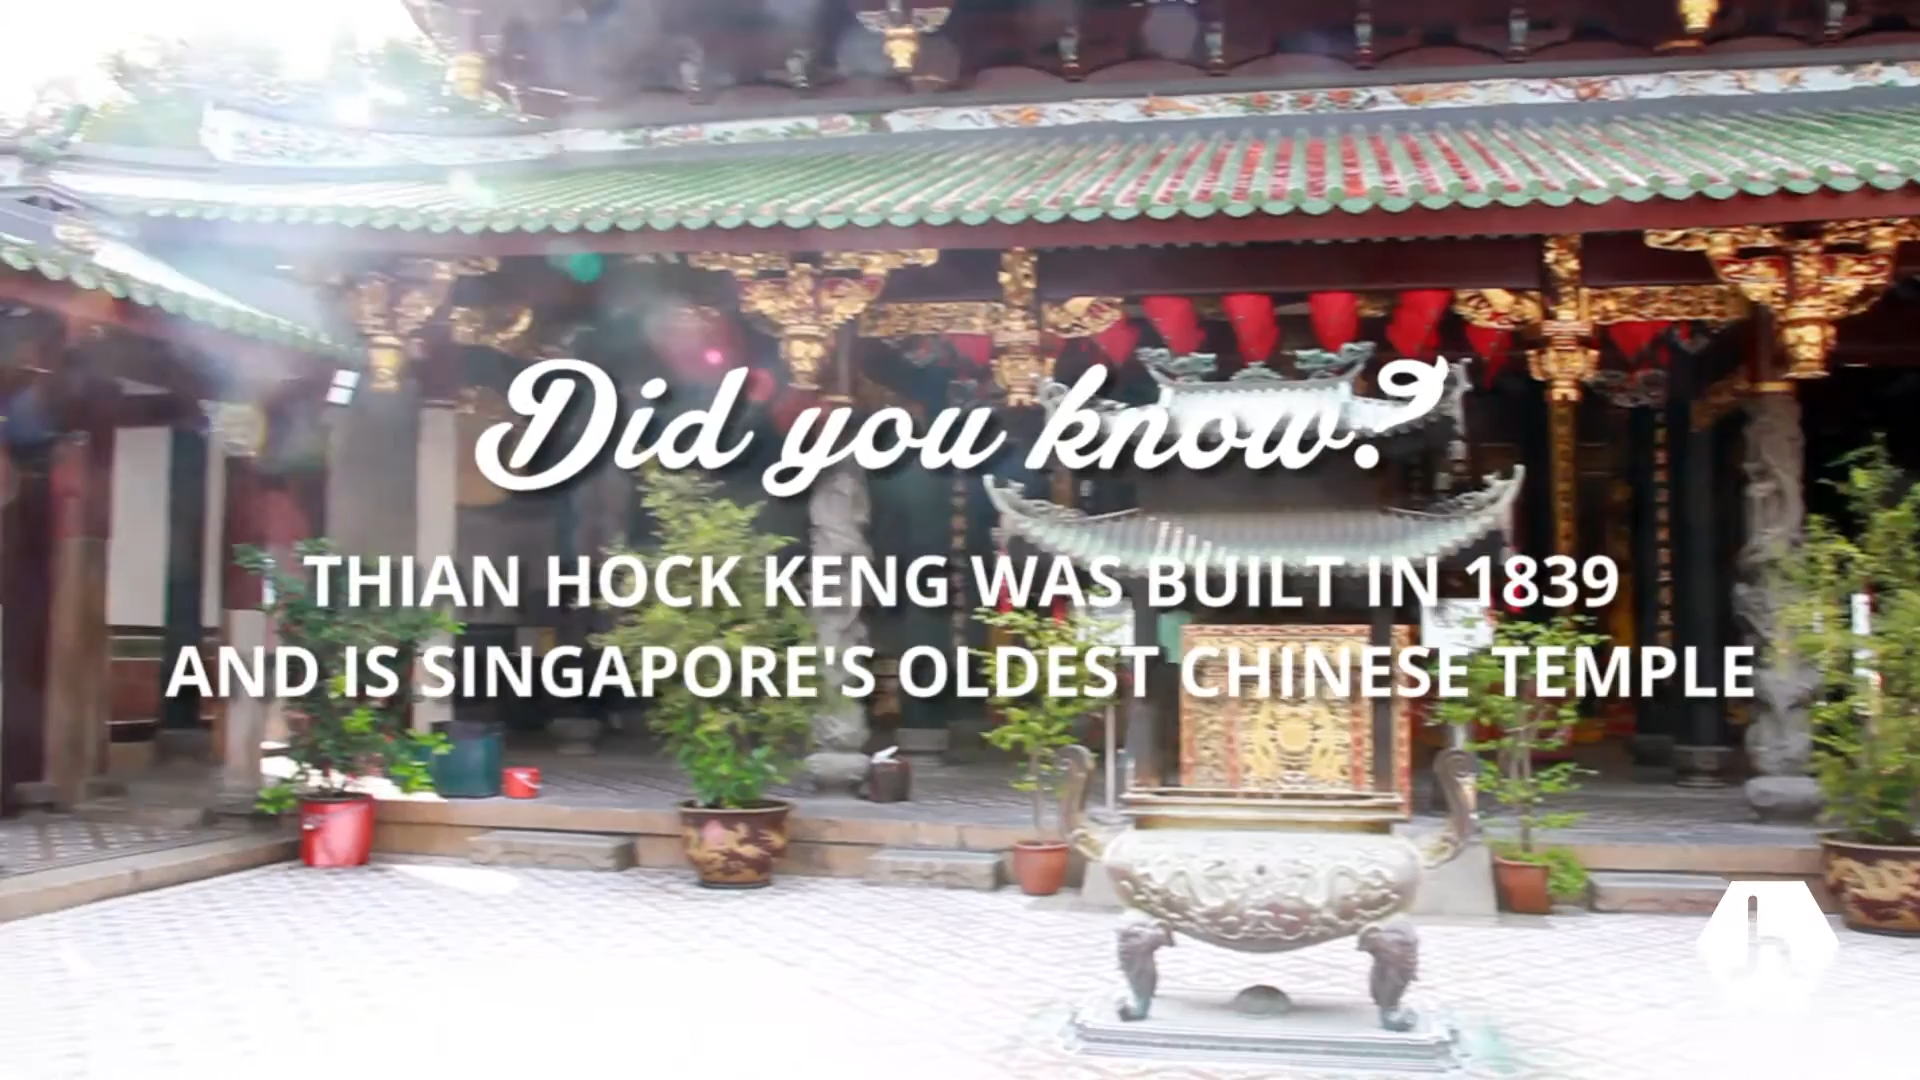 Did you know?
THIAN HOCK KENG WAS BUILT IN 1839
AND IS SINGAPORE'S OLDEST CHINESE TEMPLE